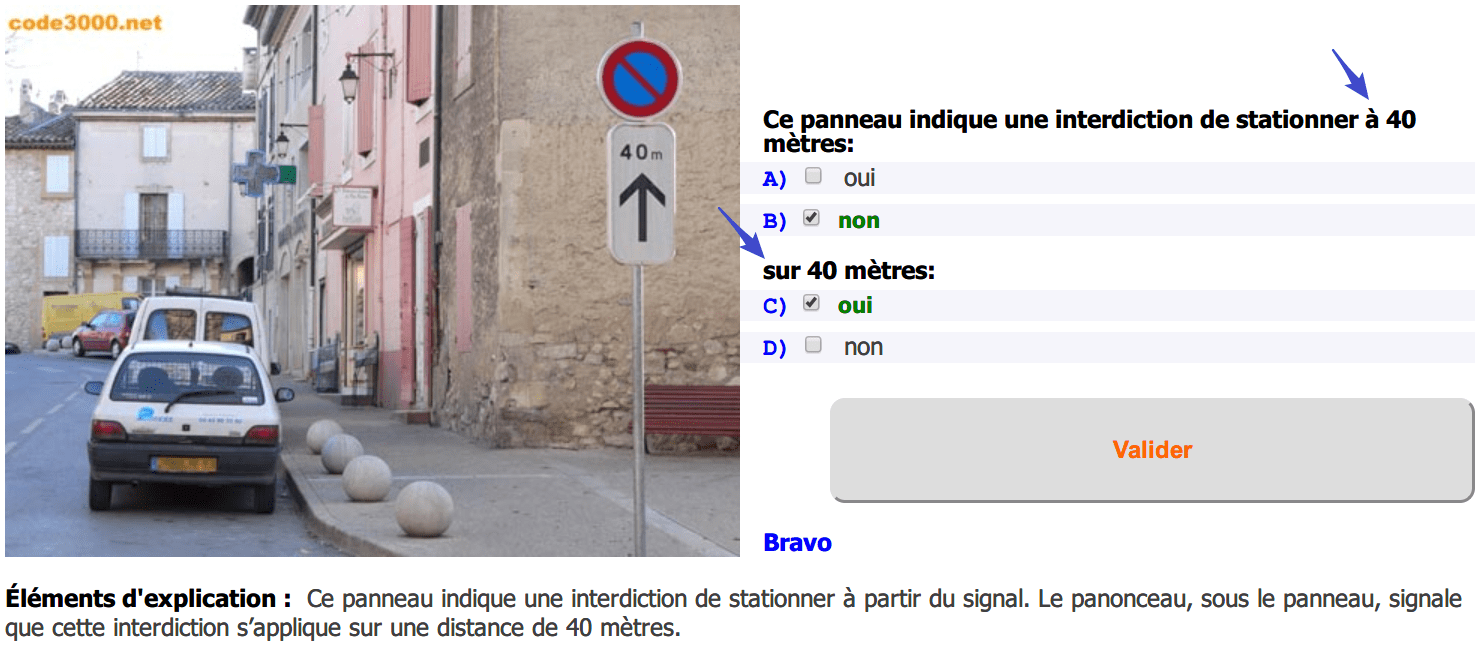 code3000.net
40m
Ce panneau indique une interdiction de stationner à 40
mètres:
A) oui
B) non
sur 40 mètres:
C) oui
D) non
Valider
Bravo
Éléments d'explication : Ce panneau indique une interdiction de stationner à partir du signal. Le panonceau, sous le panneau, signale
que cette interdiction s’applique sur une distance de 40 mètres.